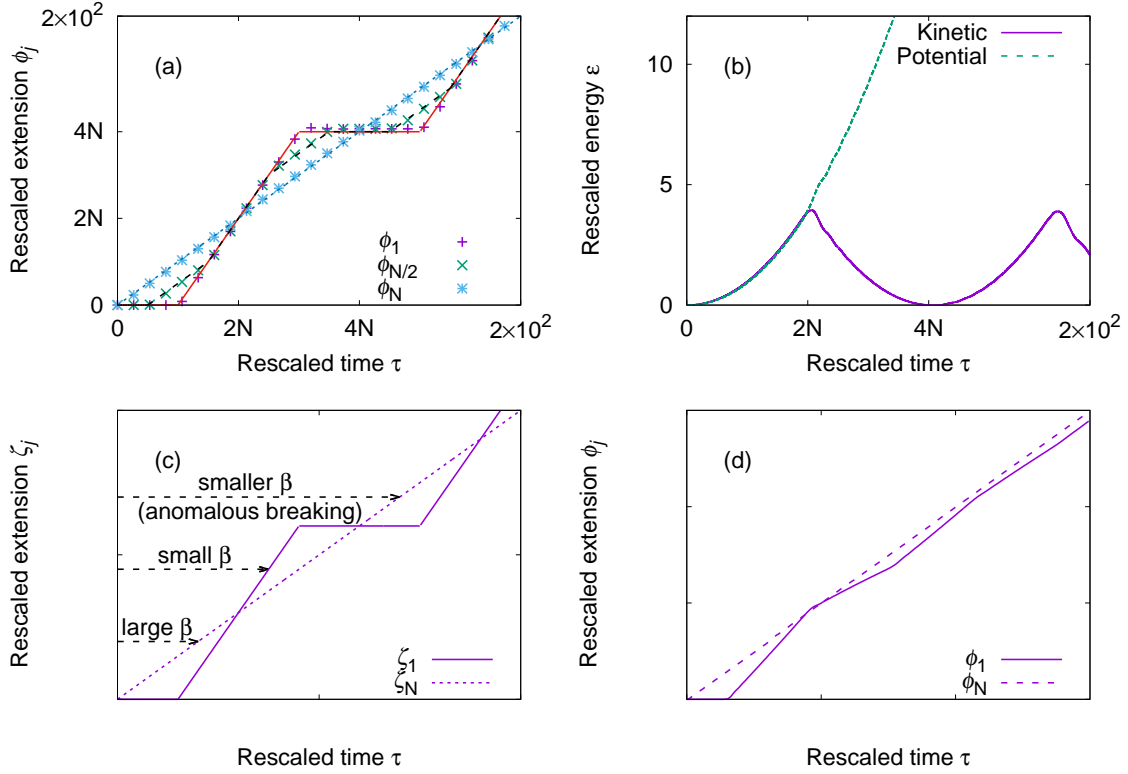 2×10²
4N
2N
0
Rescaled extension ϕj
(a)
ϕ1
ϕN/2
ϕN
0 2N 4N 2×10²
Rescaled time τ
10
5
0
Rescaled energy ε
(b)
Kinetic
Potential
0 2N 4N 2×10²
Rescaled time τ
Rescaled extension ζj
(c)
smaller β
(anomalous breaking)
small β
large β
ζ1
ζN
Rescaled time τ
Rescaled extension ϕj
(d)
ϕ1
ϕN
Rescaled time τ